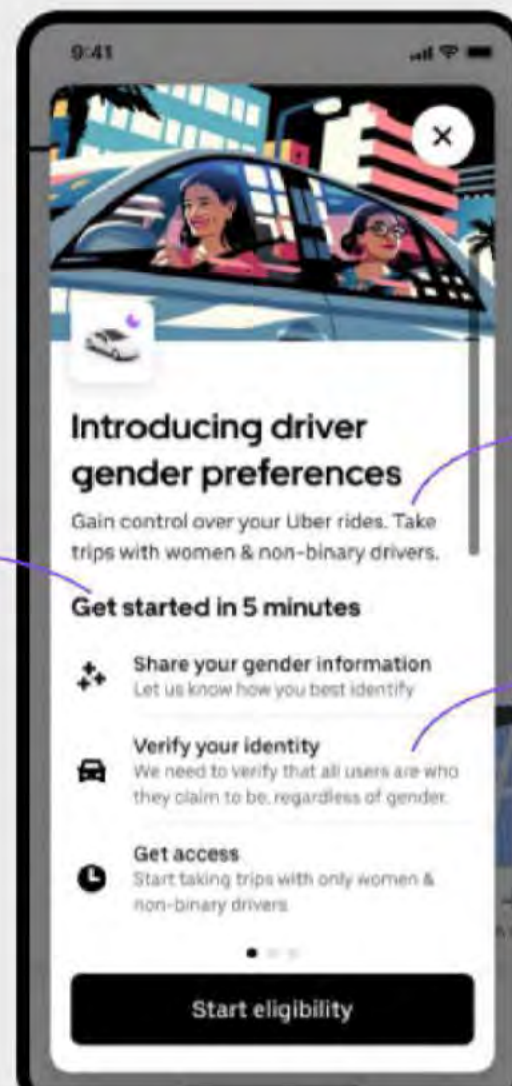 9:41
Introducing driver
gender preferences
Gain control over your Uber rides. Take
trips with women & non-binary drivers.
Get started in 5 minutes
Share your gender information
Let us know how you best identify
Verify your identity
We need to verify that all users are who
they claim to be, regardless of gender.
Get access
Start taking trips with only women &
non-binary drivers
Start eligibility